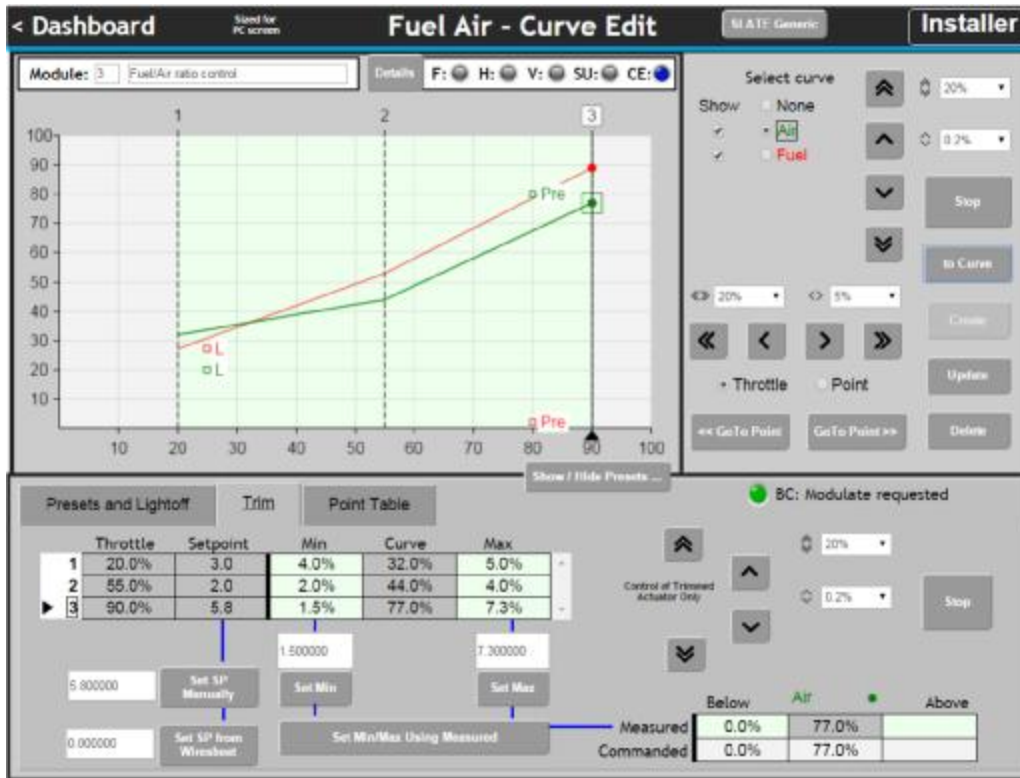 < Dashboard Sized for PC screen Fuel Air - Curve Edit SLATE Generic Installer
Module: 3 Fuel/Air ratio control Details F: H: V: SU: CE:
1 2 3
100
90
80
70
60
50
40
30
20
10
Pre
L
L
Pre
10 20 30 40 50 60 70 80 90 100
Show / Hide Presets ...
Select curve
Show None
Air
Fuel
20%
0.2%
Stop
to Curve
20% 5%
Create
Throttle Point
Update
<< GoTo Point GoTo Point >> Delete
Presets and Lightoff Trim Point Table
BC: Modulate requested
Throttle Setpoint Min Curve Max
1 20.0% 3.0 4.0% 32.0% 5.0%
2 55.0% 2.0 2.0% 44.0% 4.0%
3 90.0% 5.8 1.5% 77.0% 7.3%
1.500000 7.300000
5.800000 Set SP Manually Set Min Set Max
0.000000 Set SP from Wiresheet Set Min/Max Using Measured
20%
Control of Trimmed Actuator Only
0.2%
Stop
Below Air Above
Measured 0.0% 77.0%
Commanded 0.0% 77.0%